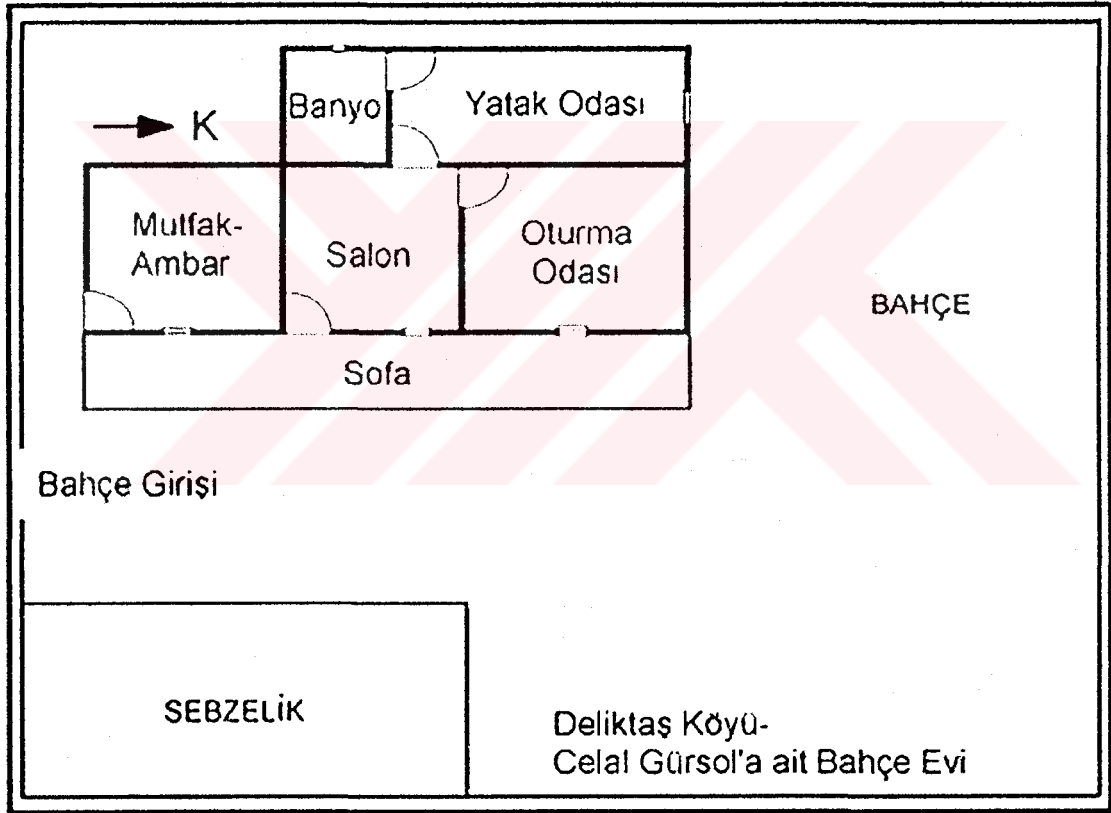 Banyo
Yatak Odası
K
Mutfak-
Ambar
Salon
Oturma
Odası
BAHÇE
Sofa
Bahçe Girişi
SEBZELİK
Deliktaş Köyü-
Celal Gürsol'a ait Bahçe Evi